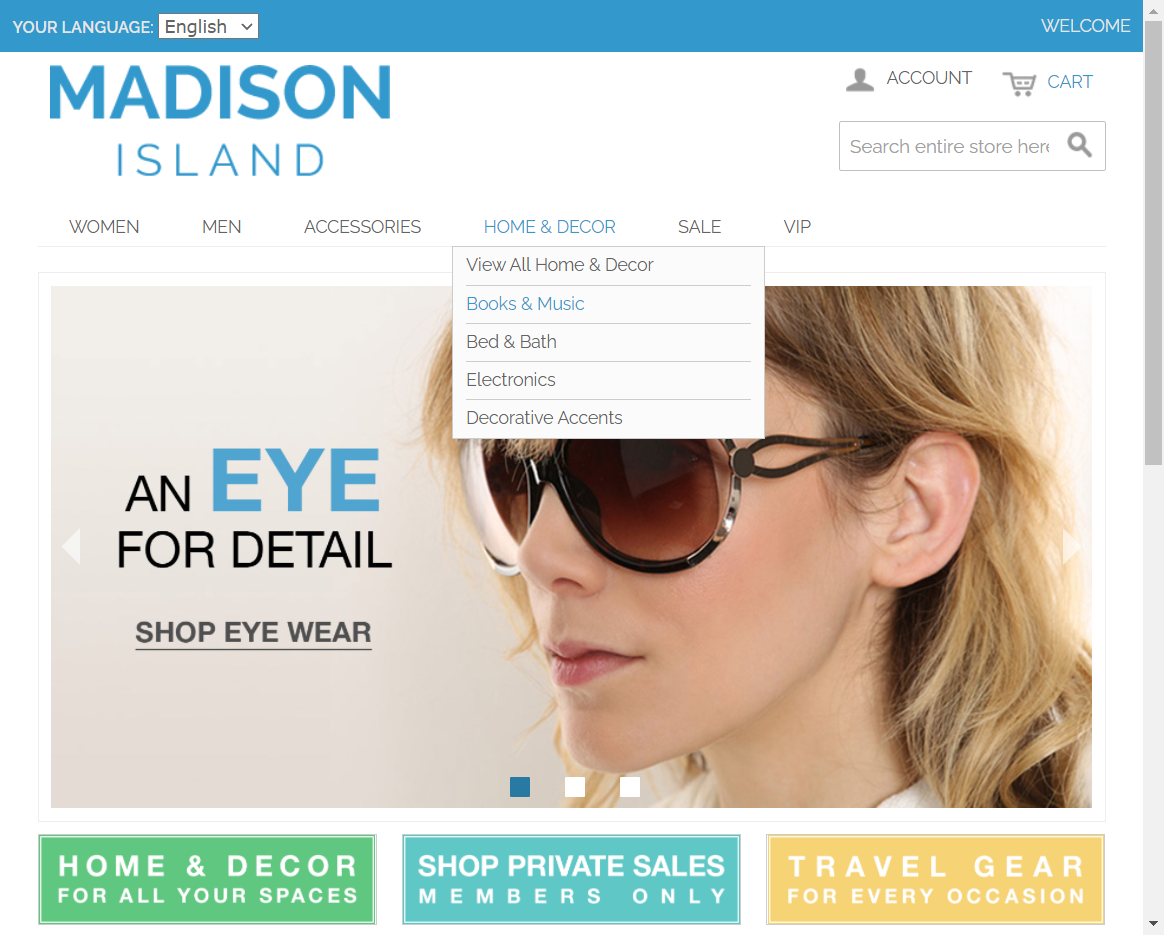 YOUR LANGUAGE: English
WELCOME
MADISON
ISLAND
ACCOUNT
CART
Search entire store here
WOMEN MEN ACCESSORIES HOME & DECOR SALE VIP
View All Home & Decor
Books & Music
Bed & Bath
Electronics
Decorative Accents
AN EYE
FOR DETAIL
SHOP EYE WEAR
HOME & DECOR
FOR ALL YOUR SPACES
SHOP PRIVATE SALES
MEMBERS ONLY
TRAVEL GEAR
FOR EVERY OCCASION